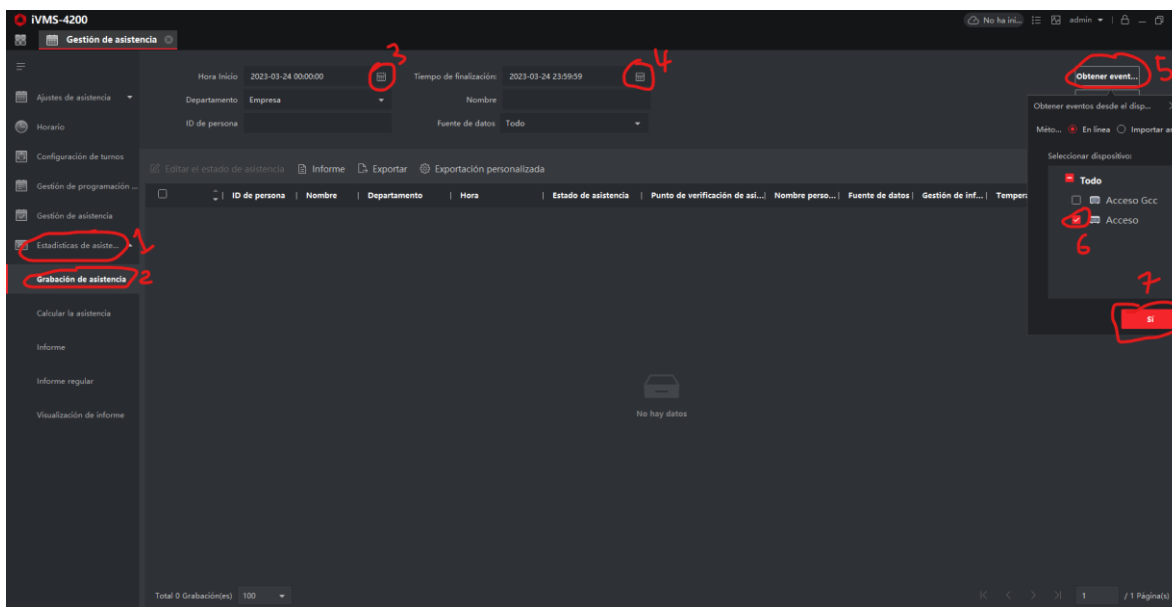 iVMS-4200
No ha ini...
admin
Gestión de asistencia
3
4
5
Hora Inicio 2023-03-24 00:00:00 Tiempo de finalización: 2023-03-24 23:59:59
Obtener event...
Ajustes de asistencia
Departamento Empresa Nombre
Obtener eventos desde el disp...
Horario
ID de persona Fuente de datos Todo
Méto... En línea Importar ar
Configuración de turnos
Seleccionar dispositivo:
Editar el estado de asistencia Informe Exportar Exportación personalizada
Todo
Gestión de programación ...
ID de persona Nombre Departamento Hora Estado de asistencia Punto de verificación de asi... Nombre perso... Fuente de datos Gestión de inf... Tempera
Acceso Gcc
Gestión de asistencia
Acceso
Estadísticas de asiste... 1
6
Grabación de asistencia 2
7
Calcular la asistencia
Sí
Informe
Informe regular
Visualización de informe
No hay datos
Total 0 Grabación(es) 100
1 / 1 Página(s)